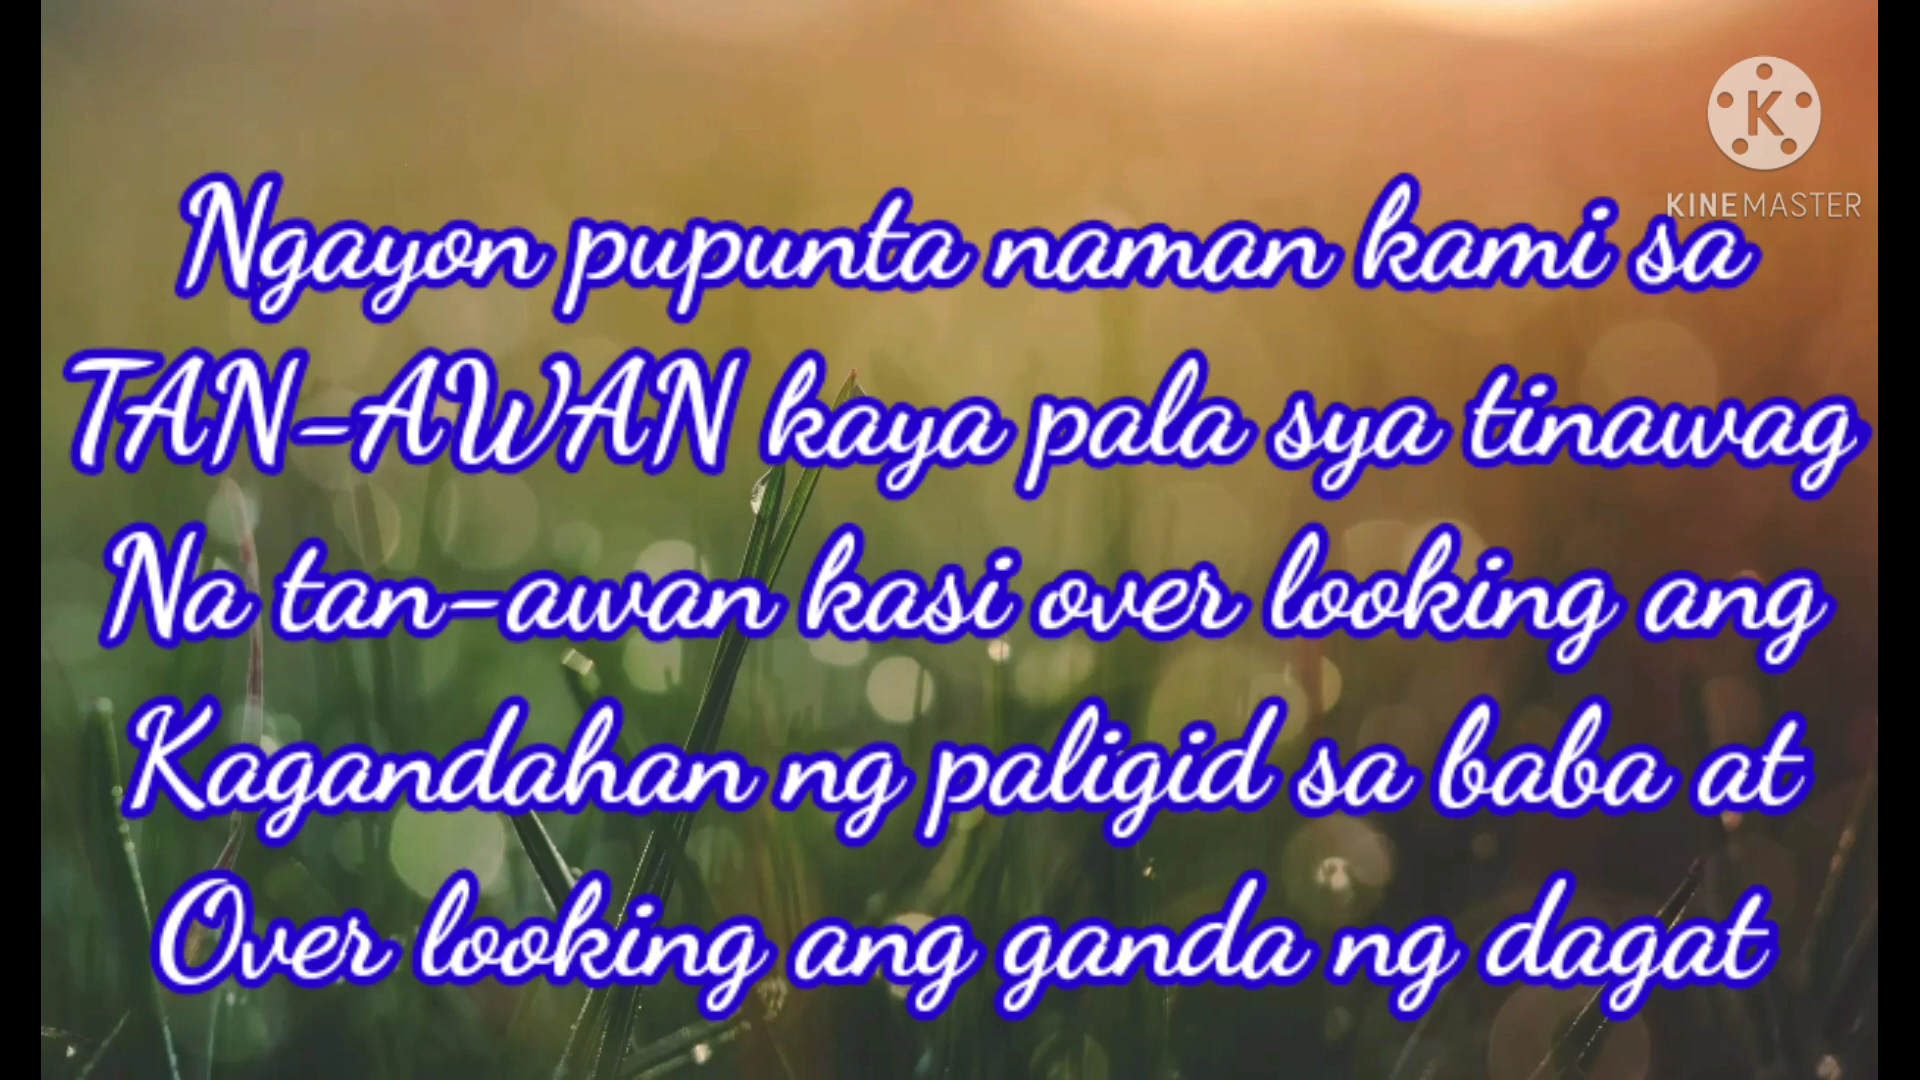 KINEMASTER
Ngayon pupunta naman kami sa
TAN-AWAN kaya pala sya tinawag
Na tan-awan kasi over looking ang
Kagandahan ng paligid sa baba at
Over looking ang ganda ng dagat